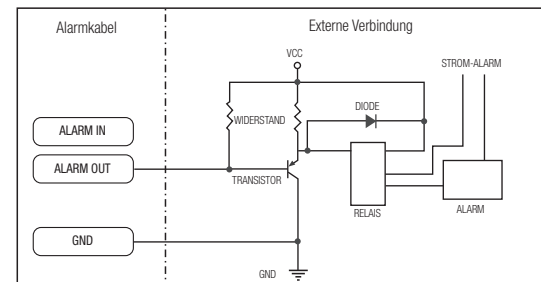 Alarmkabel
Externe Verbindung
VCC
STROM-ALARM
DIODE
WIDERSTAND
ALARM IN
ALARM OUT
TRANSISTOR
RELAIS
ALARM
GND
GND